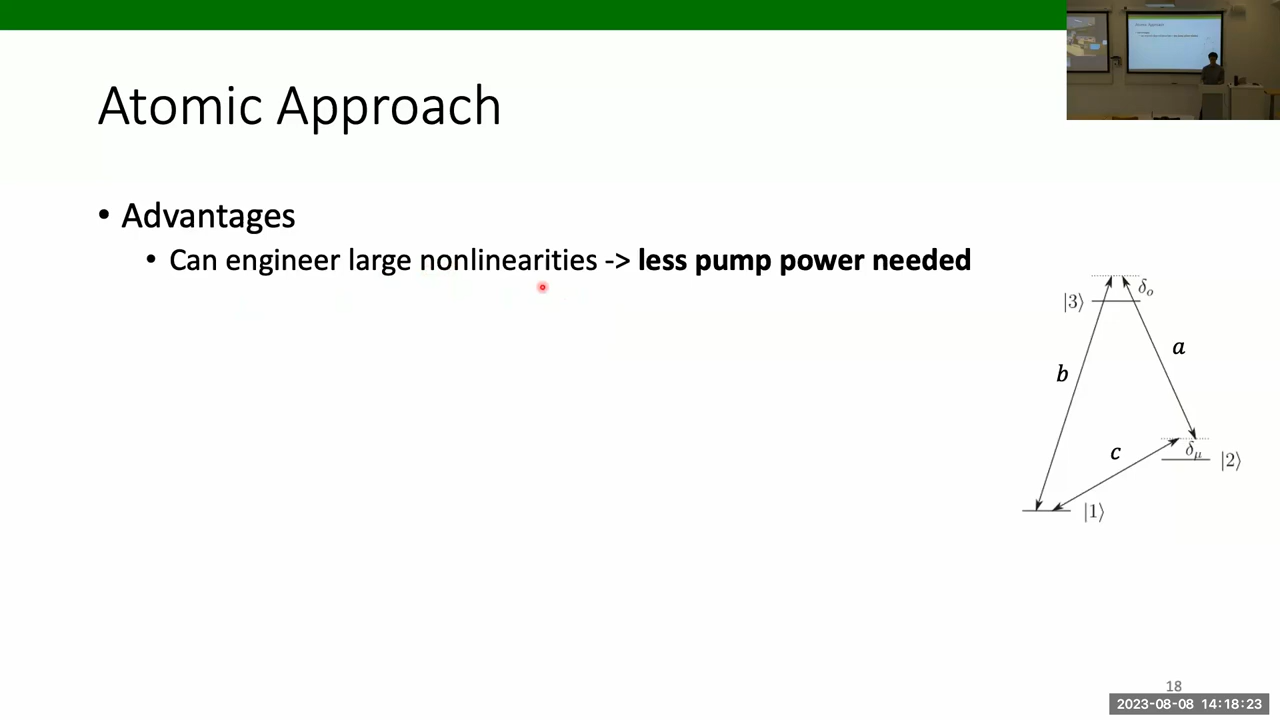 Atomic Approach
• Advantages
• Can engineer large nonlinearities -> less pump power needed
δₒ
|3⟩
a
b
c
δμ
|2⟩
|1⟩
18
2023-08-08 14:18:23